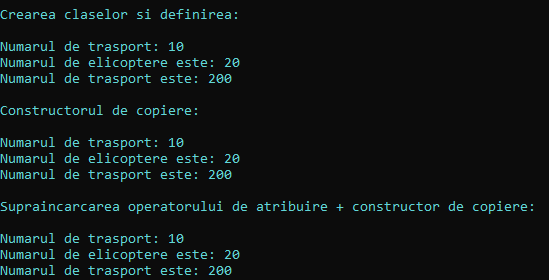 Crearea claselor si definirea:
Numarul de trasport: 10
Numarul de elicoptere este: 20
Numarul de trasport este: 200
Constructorul de copiere:
Numarul de trasport: 10
Numarul de elicoptere este: 20
Numarul de trasport este: 200
Supraincarcarea operatorului de atribuire + constructor de copiere:
Numarul de trasport: 10
Numarul de elicoptere este: 20
Numarul de trasport este: 200